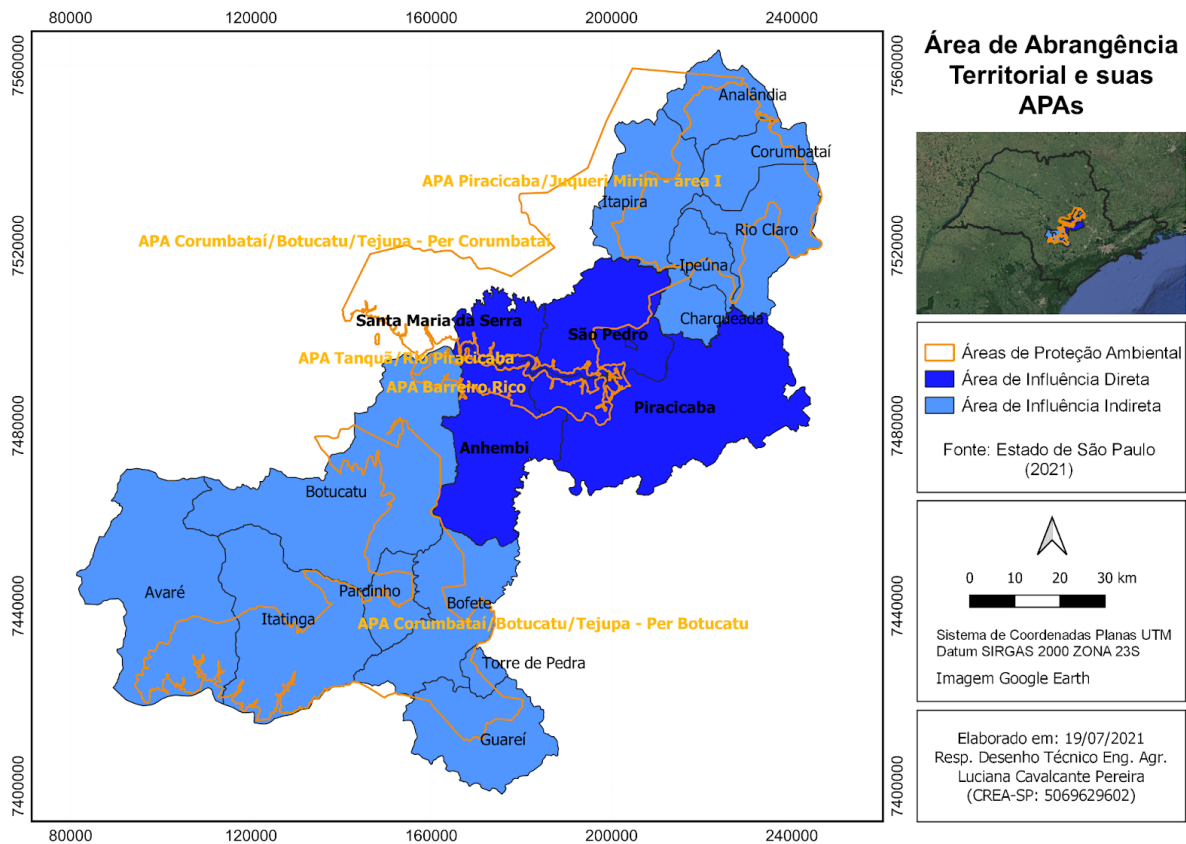 80000 120000 160000 200000 240000
7560000
7560000
Analândia
Corumbataí
APA Piracicaba/Juqueri Mirim - área I
Itapira
7520000
7520000
APA Corumbataí/Botucatu/Tejupa - Per Corumbataí
Rio Claro
Ipeúna
Charqueada
Santa Maria da Serra
São Pedro
APA Tanquã/Rio Piracicaba
APA Barreiro Rico
Piracicaba
7480000
7480000
Anhembi
Botucatu
Avaré
Pardinho
Itatinga
Bofete
7440000
7440000
APA Corumbataí/Botucatu/Tejupa - Per Botucatu
Torre de Pedra
Guareí
7400000
7400000
80000 120000 160000 200000 240000
Área de Abrangência
Territorial e suas
APAs
Áreas de Proteção Ambiental
Área de Influência Direta
Área de Influência Indireta
Fonte: Estado de São Paulo
(2021)
0 10 20 30 km
Sistema de Coordenadas Planas UTM
Datum SIRGAS 2000 ZONA 23S
Imagem Google Earth
Elaborado em: 19/07/2021
Resp. Desenho Técnico Eng. Agr.
Luciana Cavalcante Pereira
(CREA-SP: 5069629602)